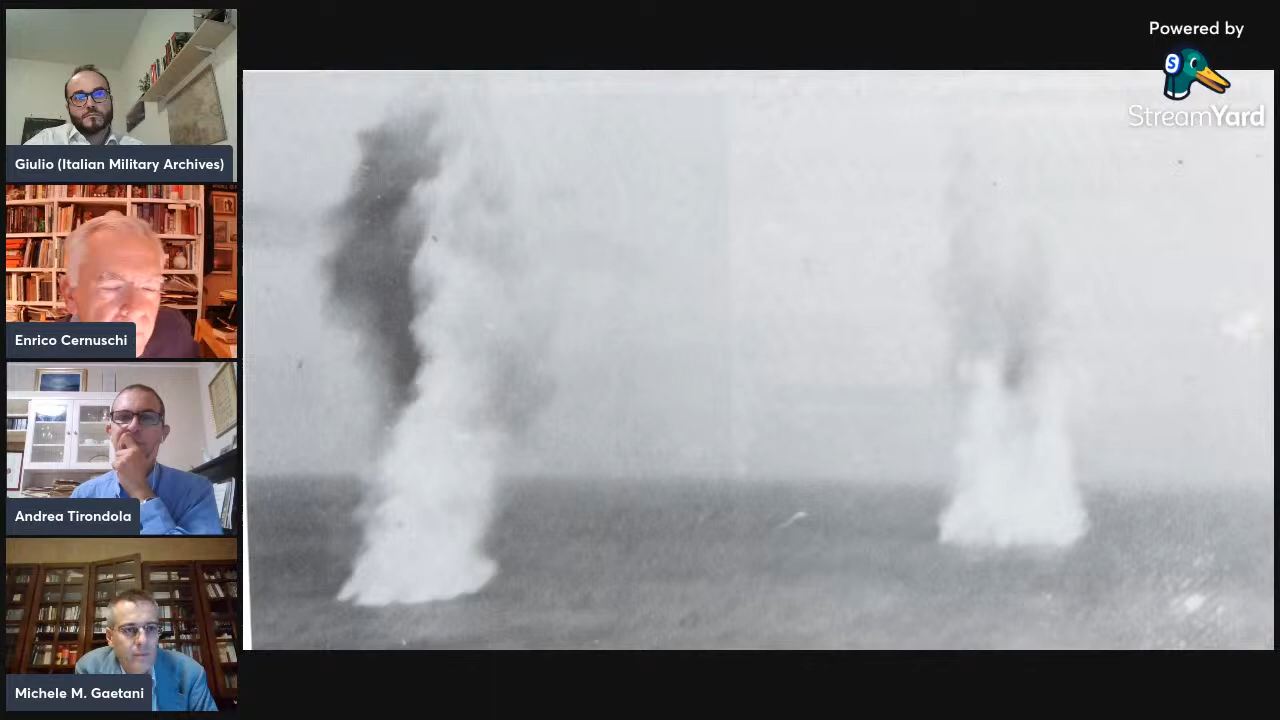 Powered by
S
StreamYard
Giulio (Italian Military Archives)
Enrico Cernuschi
Andrea Tirondola
Michele M. Gaetani